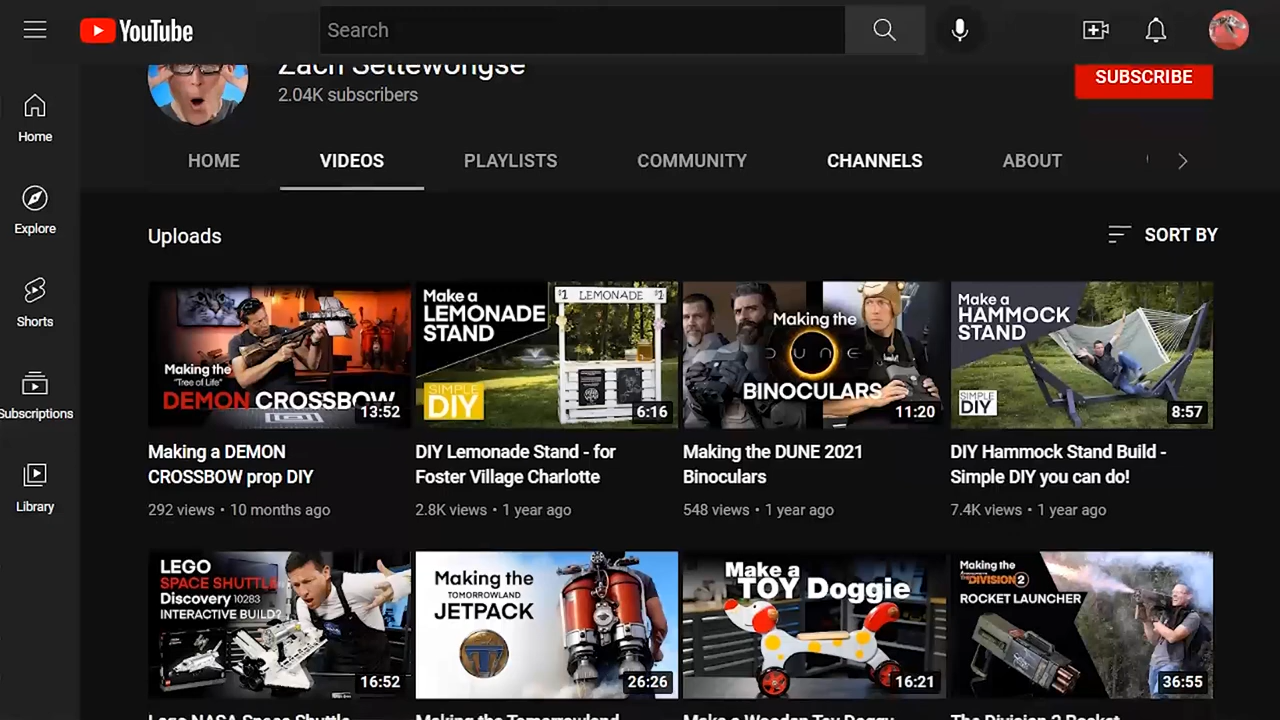 YouTube
Search
Zach Settewongse
2.04K subscribers
SUBSCRIBE
Home
Explore
Shorts
Subscriptions
Library
HOME
VIDEOS
PLAYLISTS
COMMUNITY
CHANNELS
ABOUT
Uploads
SORT BY
Making the
"Tree of Life"
DEMON CROSSBOW
13:52
Making a DEMON
CROSSBOW prop DIY
292 views • 10 months ago
Make a
LEMONADE
STAND
$1 LEMONADE $1
SIMPLE
DIY
6:16
DIY Lemonade Stand - for
Foster Village Charlotte
2.8K views • 1 year ago
Making the
DUNE
BINOCULARS
11:20
Making the DUNE 2021
Binoculars
548 views • 1 year ago
Make a
HAMMOCK
STAND
SIMPLE
DIY
8:57
DIY Hammock Stand Build -
Simple DIY you can do!
7.4K views • 1 year ago
LEGO
SPACE SHUTTLE
Discovery 10283
INTERACTIVE BUILD?
16:52
Lego NASA Space Shuttle
Making the
TOMORROWLAND
JETPACK
26:26
Making the Tomorrowland
Make a
TOY Doggie
16:21
Make a Wooden Toy Doggy
Making the
THE DIVISION 2
ROCKET LAUNCHER
36:55
The Division 2 Rocket